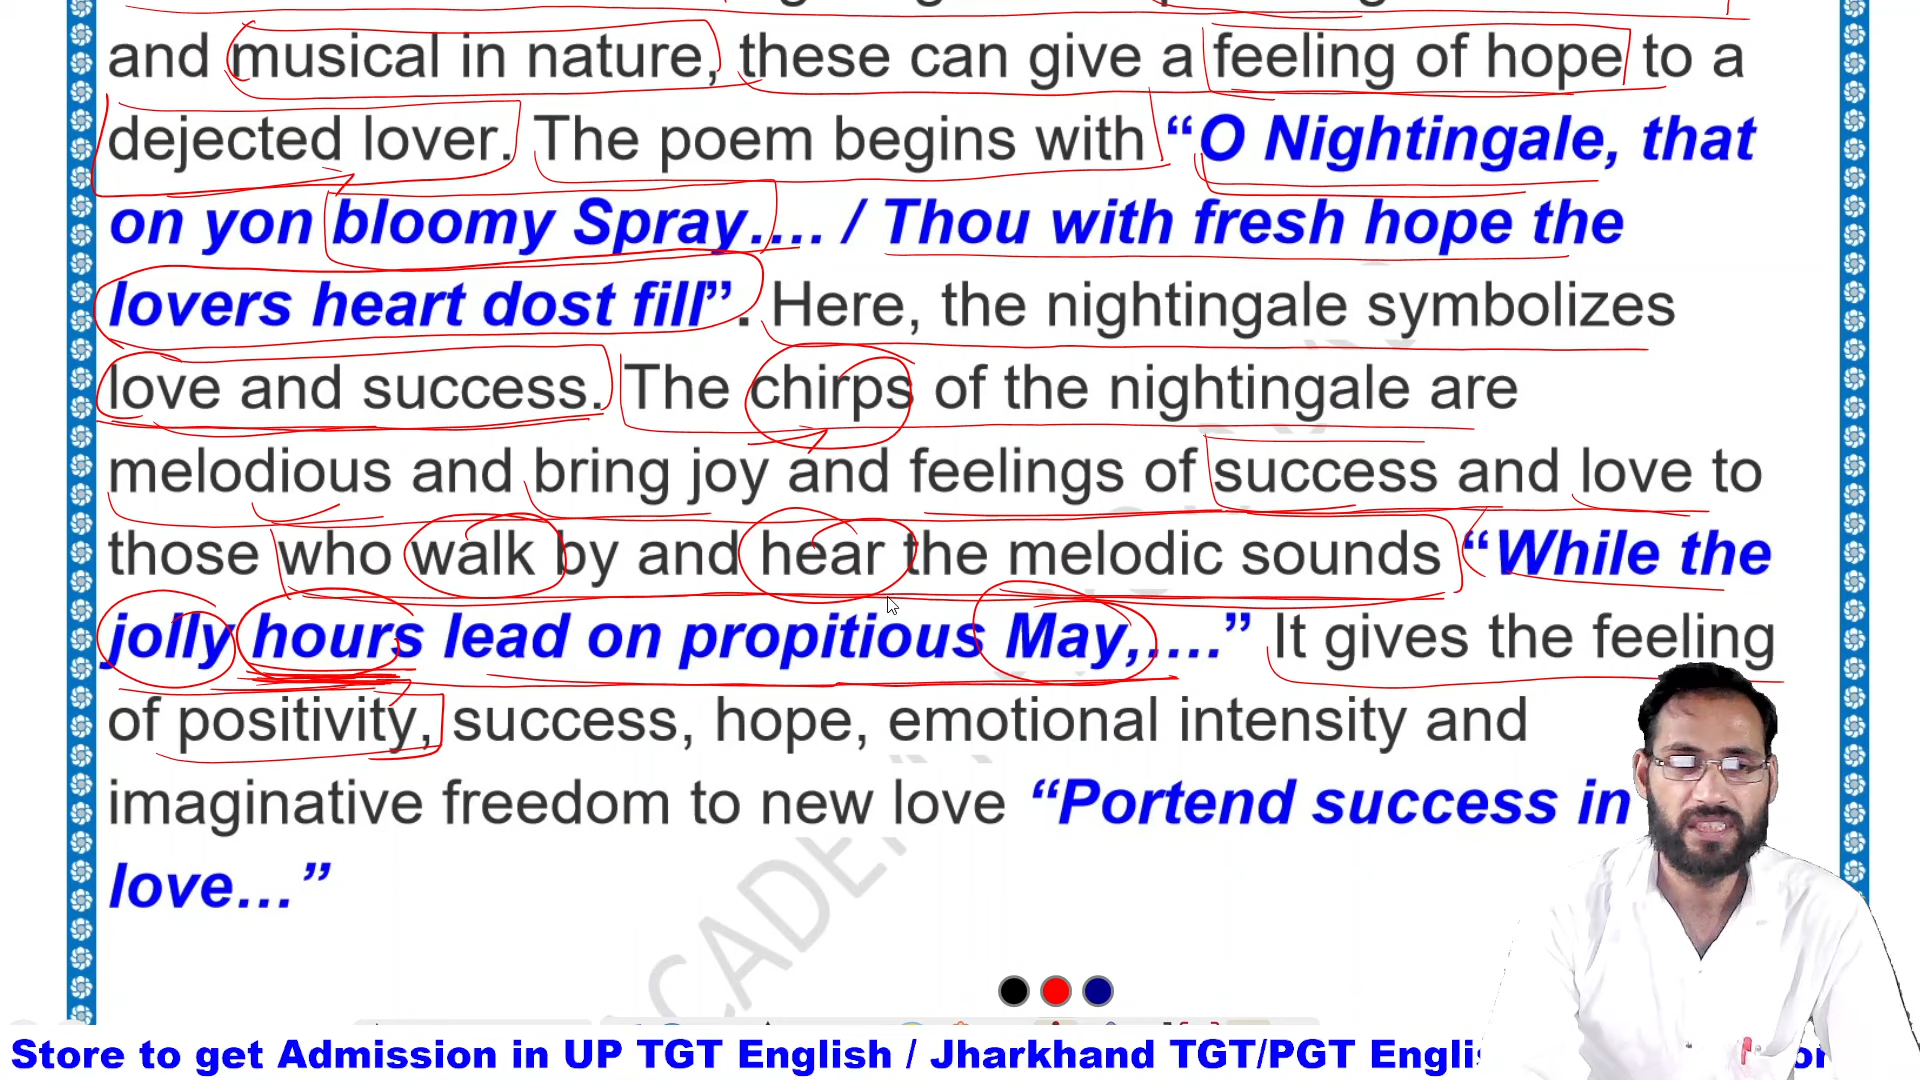 and musical in nature, these can give a feeling of hope to a
dejected lover. The poem begins with “O Nightingale, that
on yon bloomy Spray.... / Thou with fresh hope the
lovers heart dost fill”. Here, the nightingale symbolizes
love and success. The chirps of the nightingale are
melodious and bring joy and feelings of success and love to
those who walk by and hear the melodic sounds “While the
jolly hours lead on propitious May,....” It gives the feeling
of positivity, success, hope, emotional intensity and
imaginative freedom to new love “Portend success in
love...”
Store to get Admission in UP TGT English / Jharkhand TGT/PGT Engli